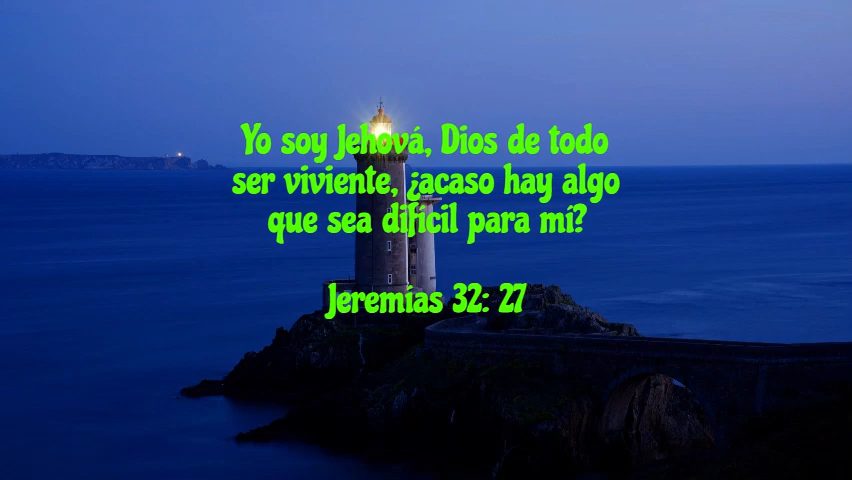 Yo soy Jehová, Dios de todo
ser viviente, ¿acaso hay algo
que sea difícil para mí?
Jeremías 32: 27